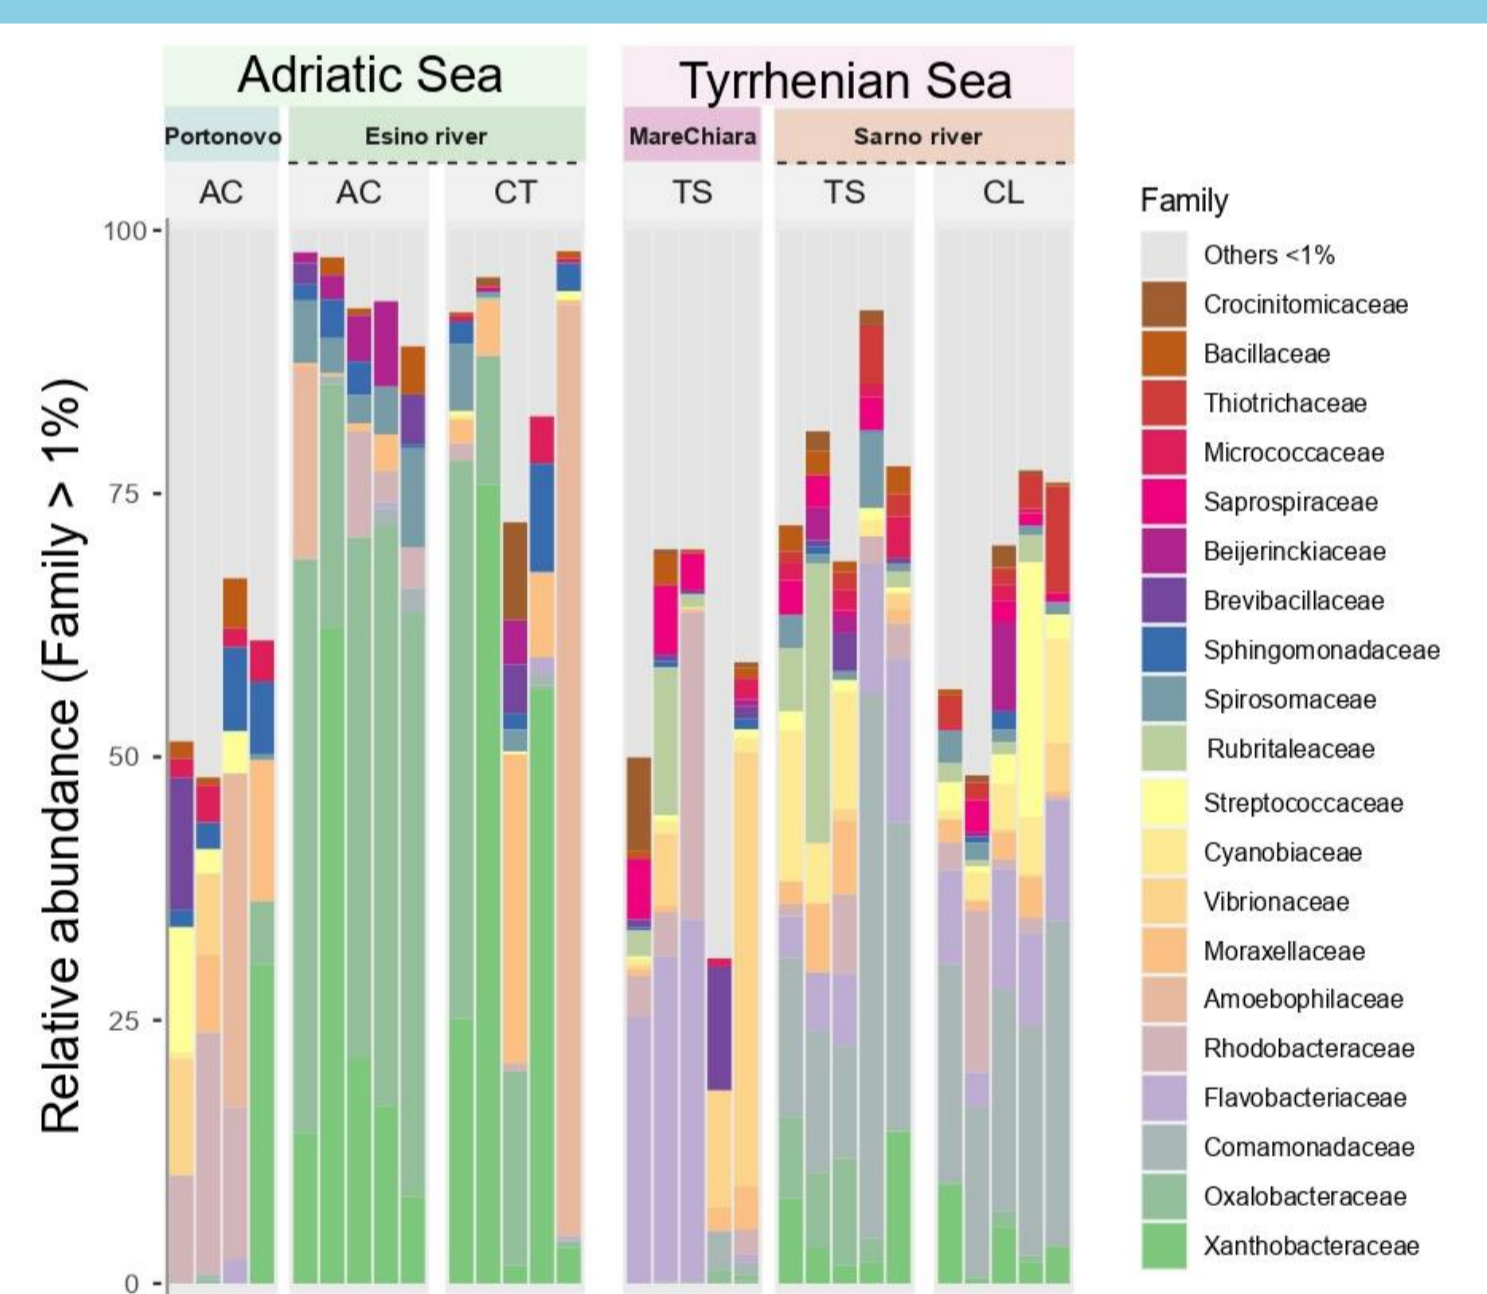 Adriatic Sea
Tyrrhenian Sea
Portonovo
Esino river
MareChiara
Sarno river
AC
AC
CT
TS
TS
CL
Relative abundance (Family > 1%)
100
75
50
25
0
Family
Others <1%
Crocinitomicaceae
Bacillaceae
Thiotrichaceae
Micrococcaceae
Saprospiraceae
Beijerinckiaceae
Brevibacillaceae
Sphingomonadaceae
Spirosomaceae
Rubritaleaceae
Streptococcaceae
Cyanobiaceae
Vibrionaceae
Moraxellaceae
Amoebophilaceae
Rhodobacteraceae
Flavobacteriaceae
Comamonadaceae
Oxalobacteraceae
Xanthobacteraceae